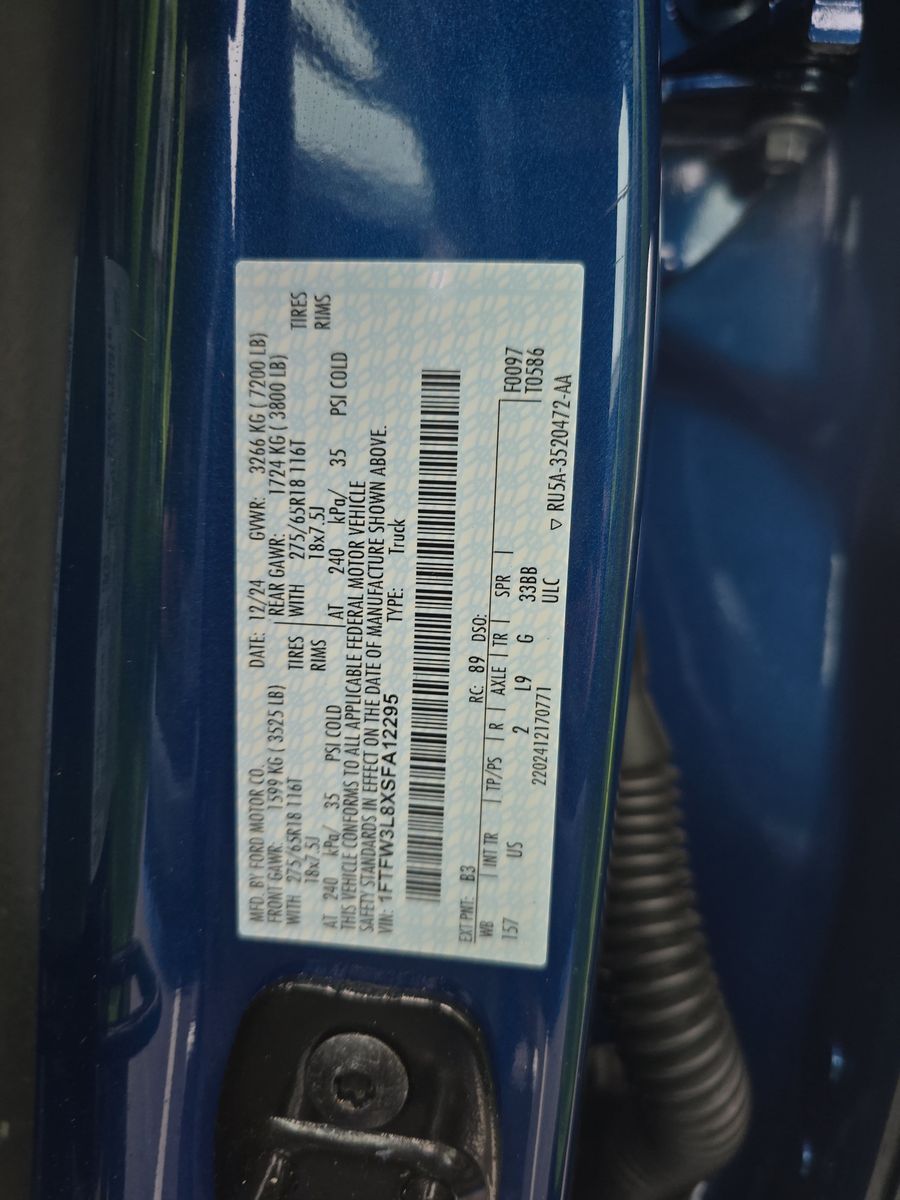 MFD. BY FORD MOTOR CO. DATE: 12/24 GVWR: 3266 KG ( 7200 LB)
FRONT GAWR: 1599 KG ( 3525 LB) REAR GAWR: 1724 KG ( 3800 LB)
WITH 275/65R18 116T TIRES WITH 275/65R18 116T TIRES
18x7.5J RIMS 18x7.5J RIMS
AT 240 kPa/ 35 PSI COLD AT 240 kPa/ 35 PSI COLD
THIS VEHICLE CONFORMS TO ALL APPLICABLE FEDERAL MOTOR VEHICLE
SAFETY STANDARDS IN EFFECT ON THE DATE OF MANUFACTURE SHOWN ABOVE.
VIN: 1FTFW3L8XSFA12295 TYPE: Truck
EXT PNT: B3 RC: 89 DSO:
WB INT TR TP/PS R AXLE TR SPR F0097
157 US 2 L9 G 33BB T0586
2202412170771 ULC
▽ RU5A-3520472-AA